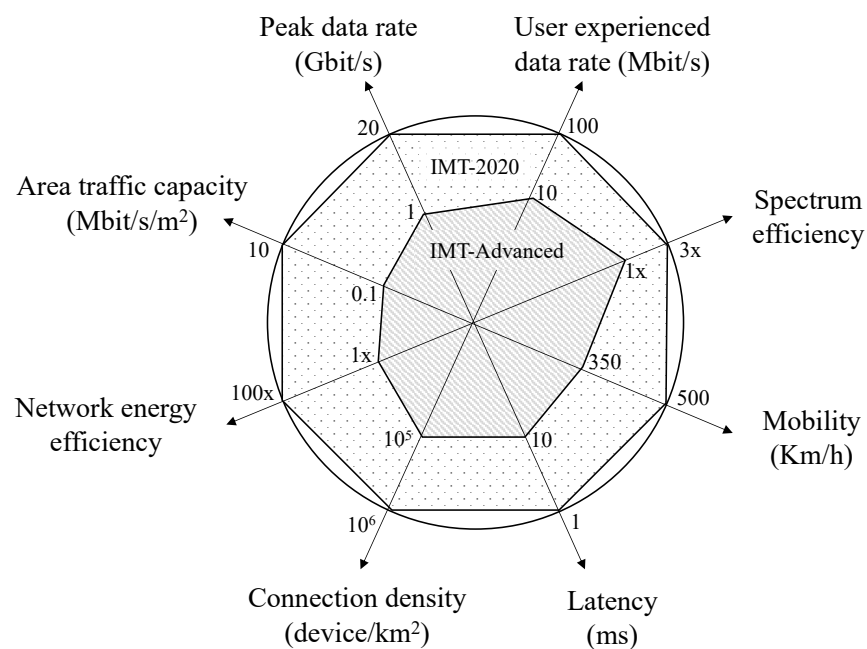 Peak data rate
(Gbit/s)
User experienced
data rate (Mbit/s)
20
100
IMT-2020
Area traffic capacity
(Mbit/s/m²)
1
10
Spectrum
efficiency
10
IMT-Advanced
3x
1x
0.1
1x
350
100x
500
Network energy
efficiency
Mobility
(Km/h)
10⁵
10
10⁶
1
Connection density
(device/km²)
Latency
(ms)